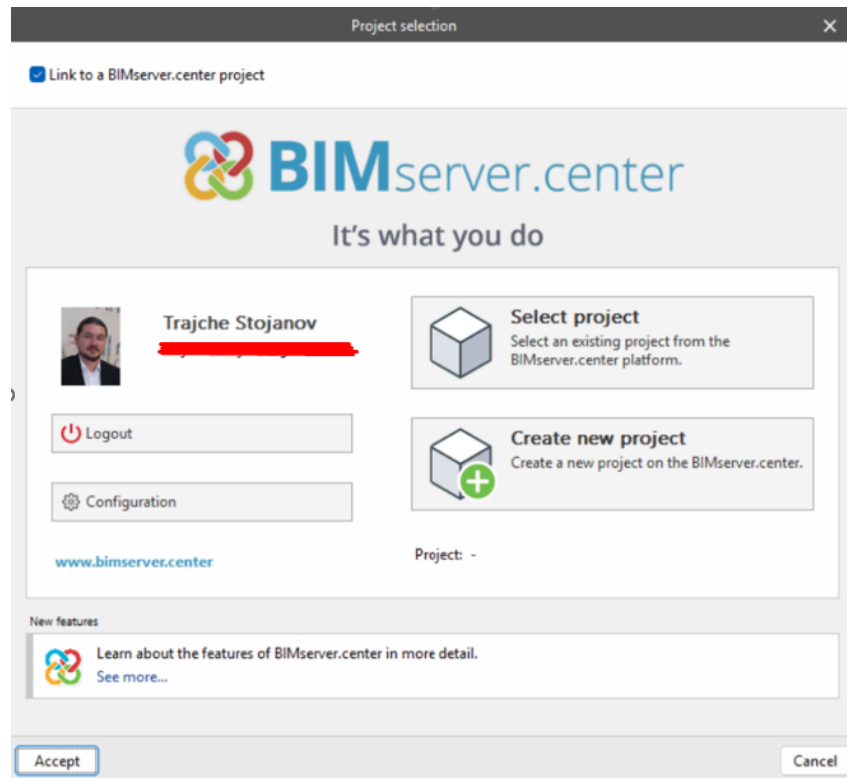 Project selection
Link to a BIMserver.center project
BIMserver.center
It's what you do
Trajche Stojanov
Logout
Configuration
www.bimserver.center
Select project
Select an existing project from the
BIMserver.center platform.
Create new project
Create a new project on the BIMserver.center.
Project: -
New features
Learn about the features of BIMserver.center in more detail.
See more...
Accept
Cancel